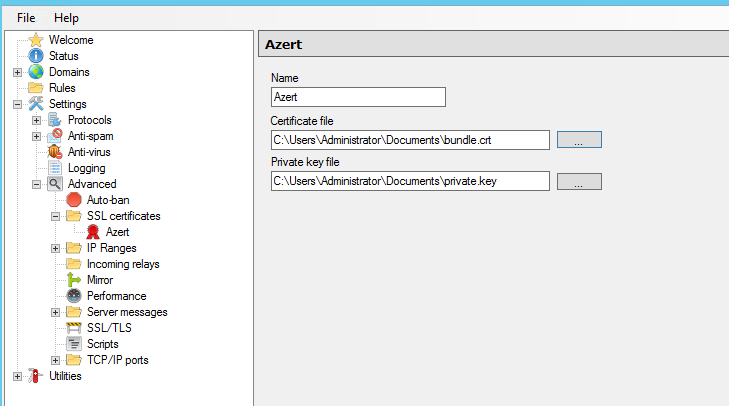 File Help
Welcome
Status
Domains
Rules
Settings
Protocols
Anti-spam
Anti-virus
Logging
Advanced
Auto-ban
SSL certificates
Azert
IP Ranges
Incoming relays
Mirror
Performance
Server messages
SSL/TLS
Scripts
TCP/IP ports
Utilities
Azert
Name
Azert
Certificate file
C:\Users\Administrator\Documents\bundle.crt ...
Private key file
C:\Users\Administrator\Documents\private.key ...